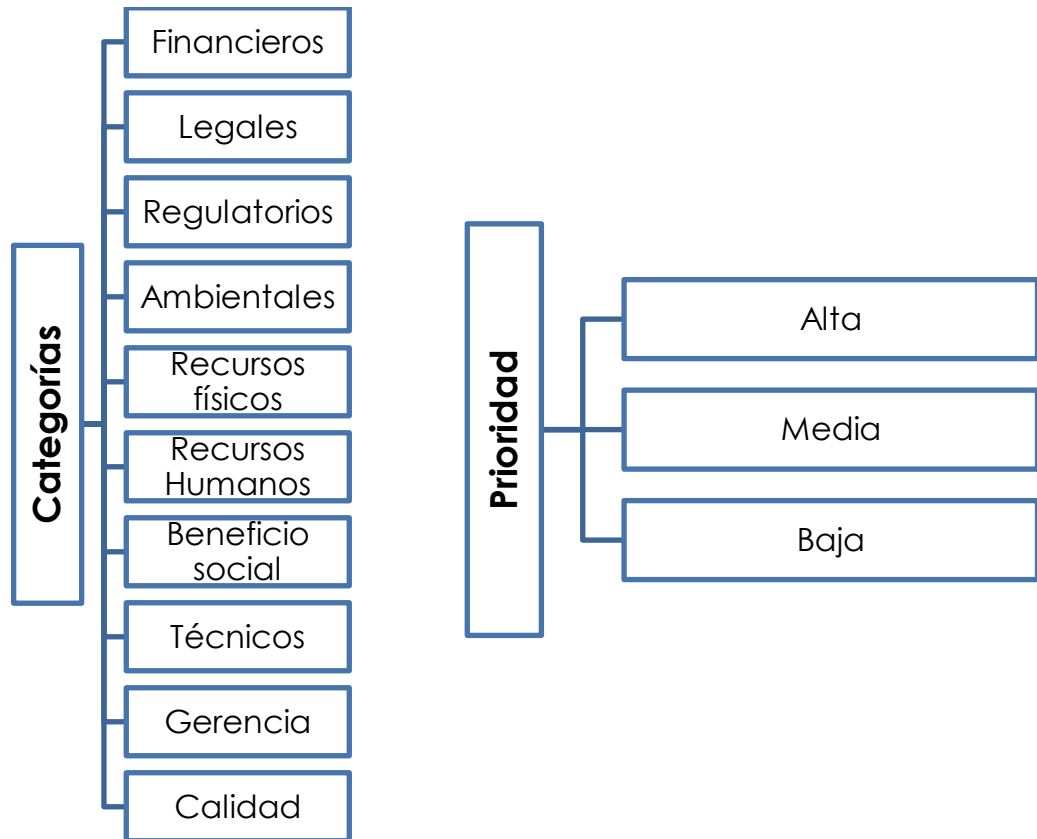 Categorías
Financieros
Legales
Regulatorios
Ambientales
Recursos
físicos
Recursos
Humanos
Beneficio
social
Técnicos
Gerencia
Calidad
Prioridad
Alta
Media
Baja